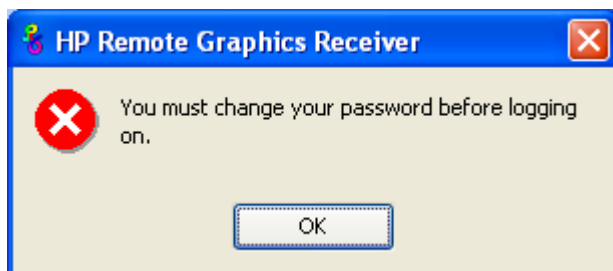 HP Remote Graphics Receiver
You must change your password before logging
on.
OK